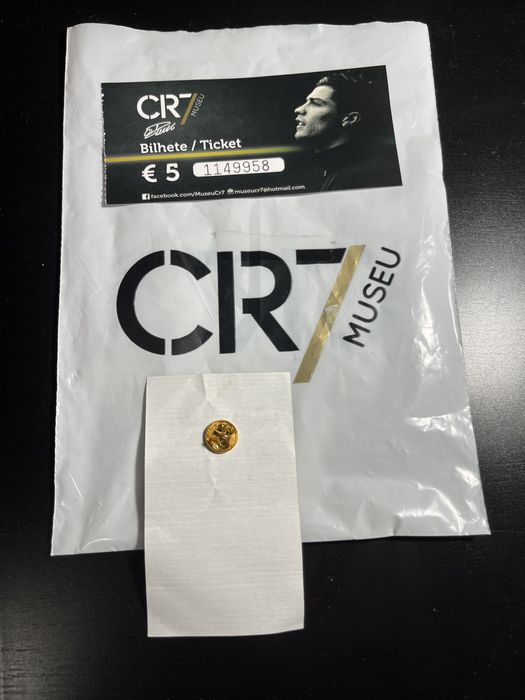 CR7 MUSEU
Bilhete / Ticket
€ 5 1149958
facebook.com/MuseuCr7 museucr7@hotmail.com
CR7 MUSEU